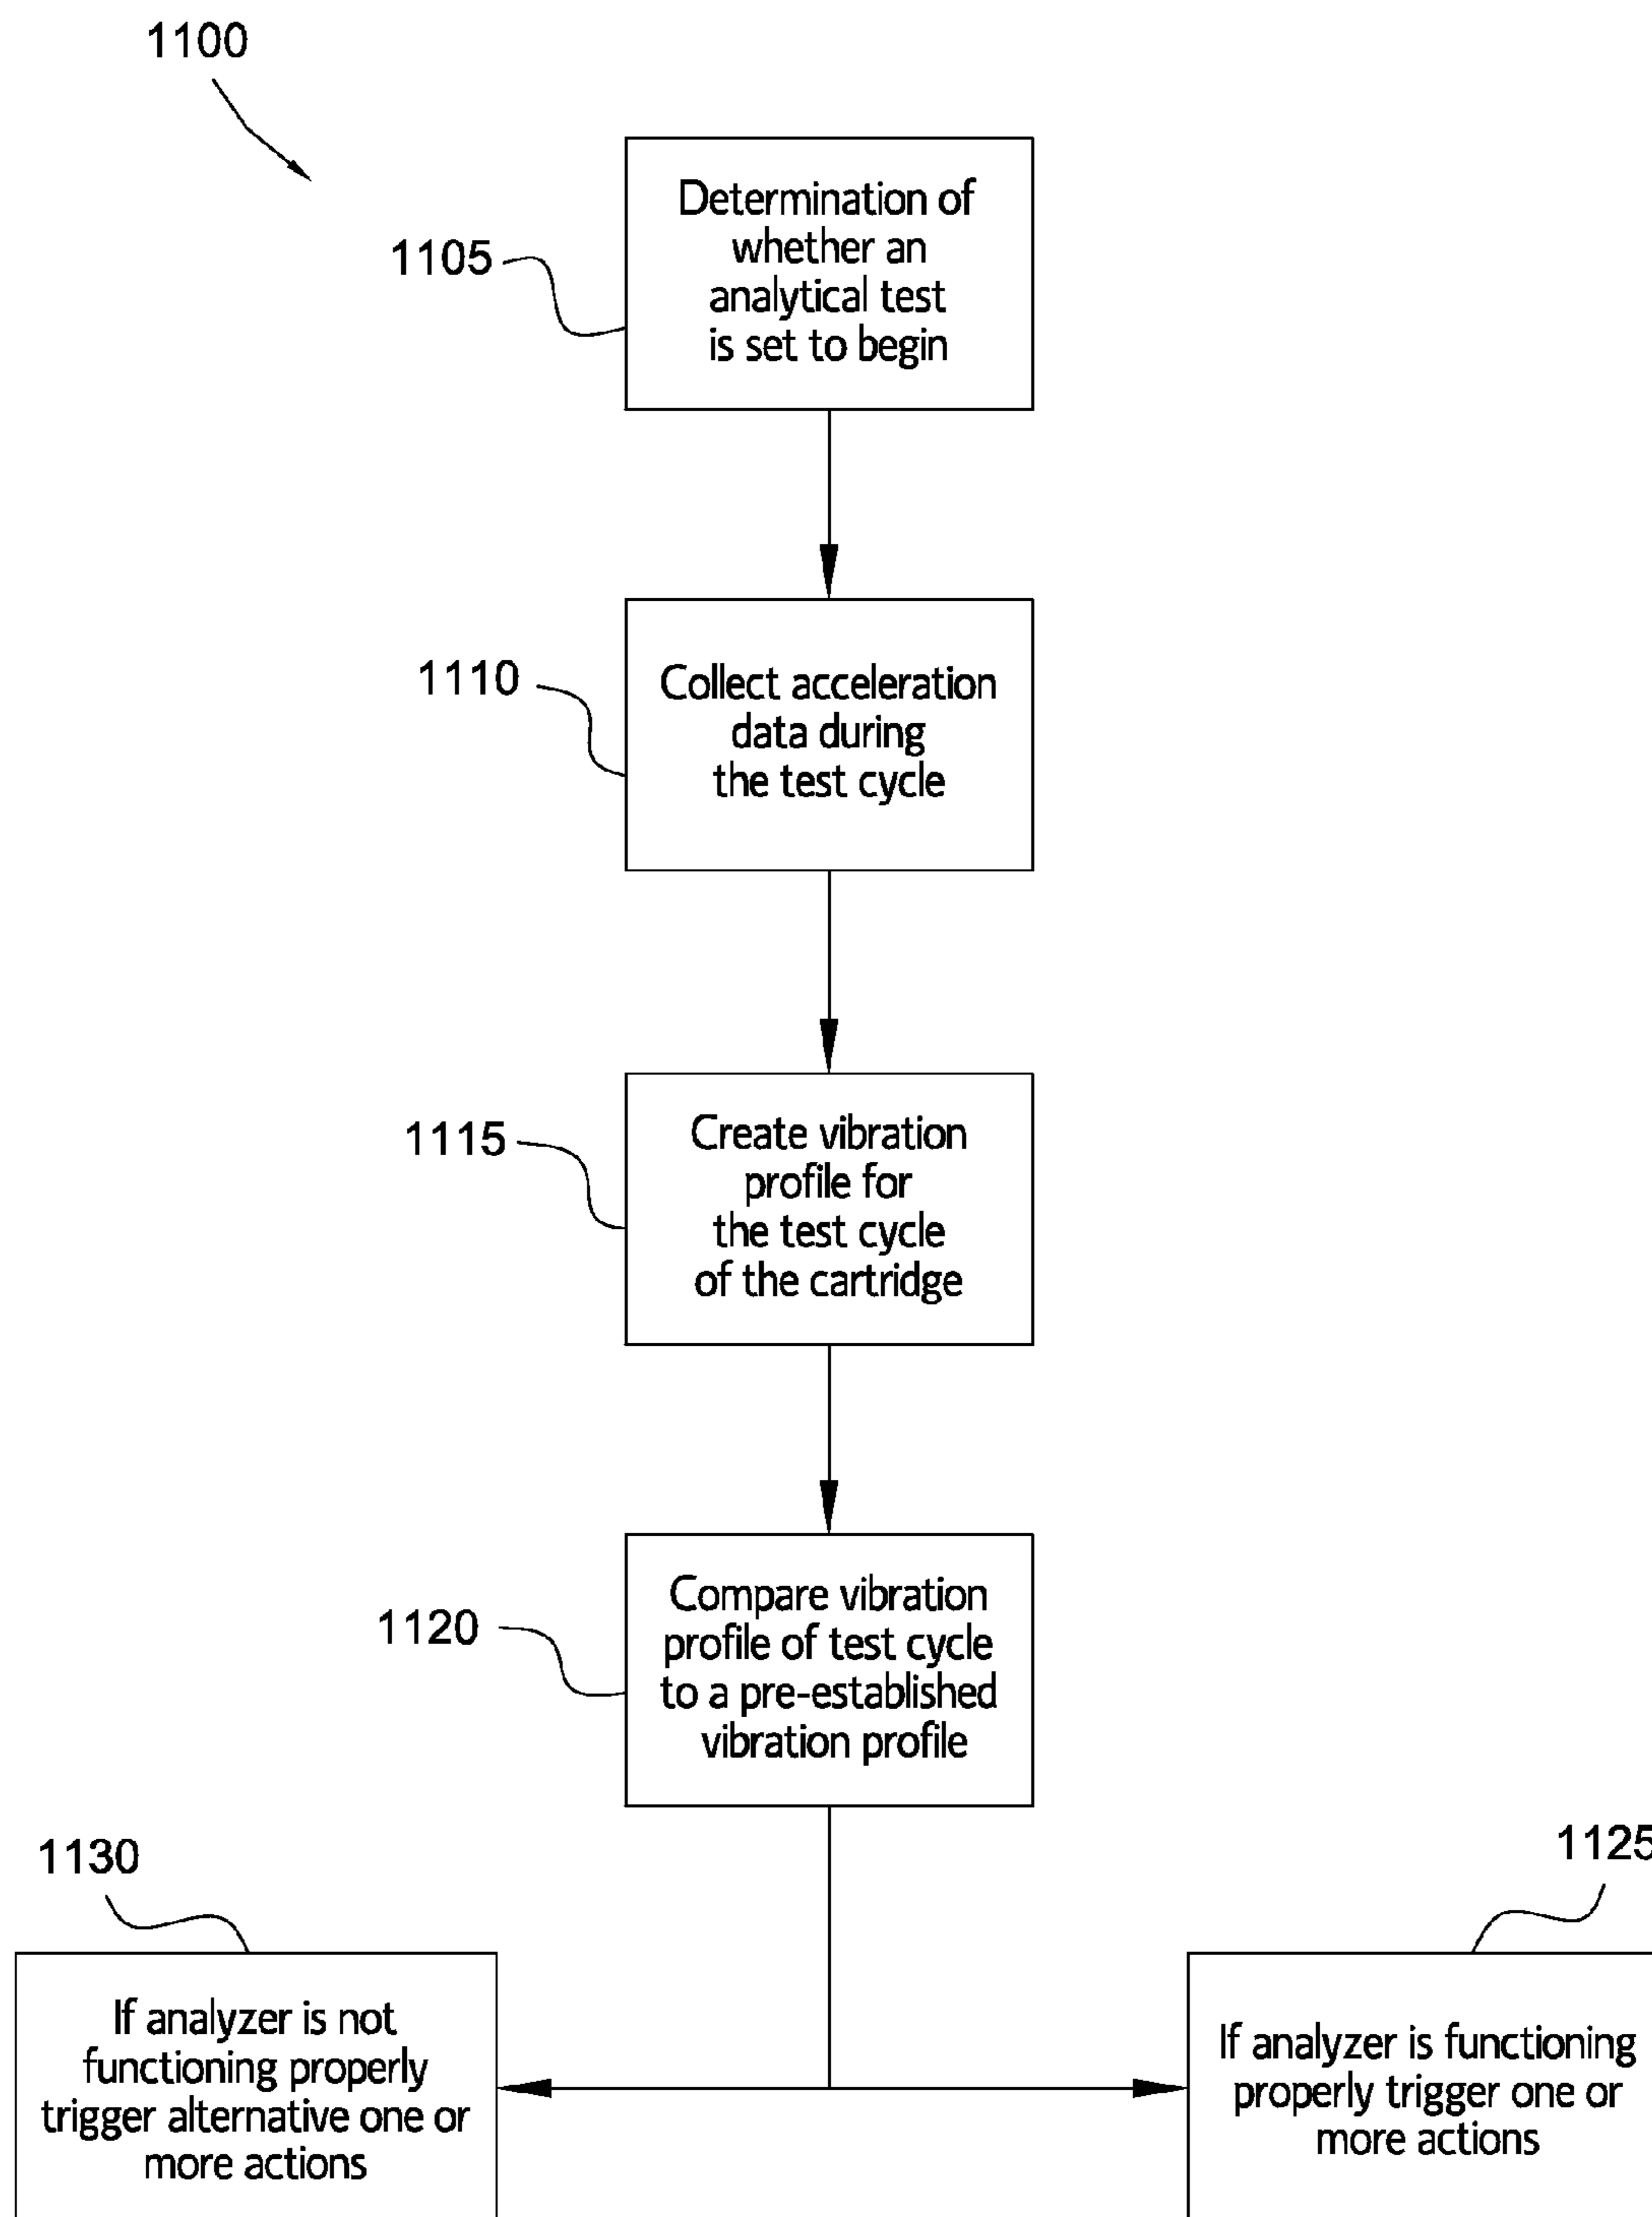 1100
1105
Determination of
whether an
analytical test
is set to begin
1110
Collect acceleration
data during
the test cycle
1115
Create vibration
profile for
the test cycle
of the cartridge
1120
Compare vibration
profile of test cycle
to a pre-established
vibration profile
1130
If analyzer is not
functioning properly
trigger alternative one or
more actions
1125
If analyzer is functioning
properly trigger one or
more actions